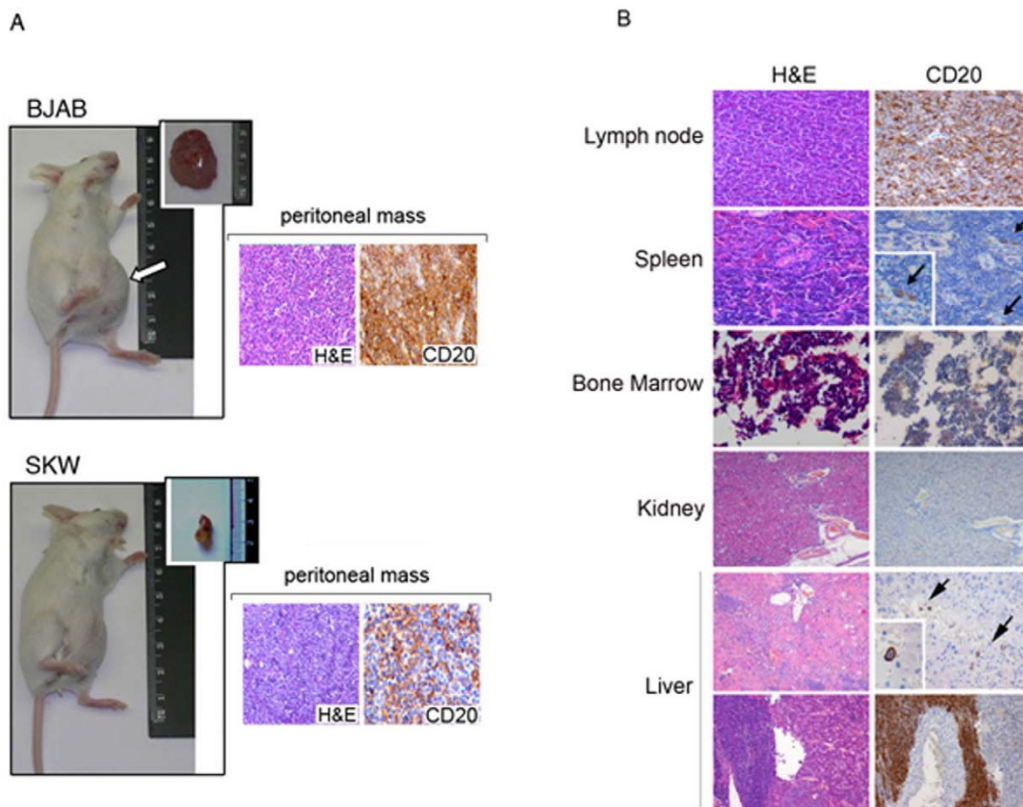 A
BJAB
peritoneal mass
H&E
CD20
SKW
peritoneal mass
H&E
CD20
B
H&E
CD20
Lymph node
Spleen
Bone Marrow
Kidney
Liver